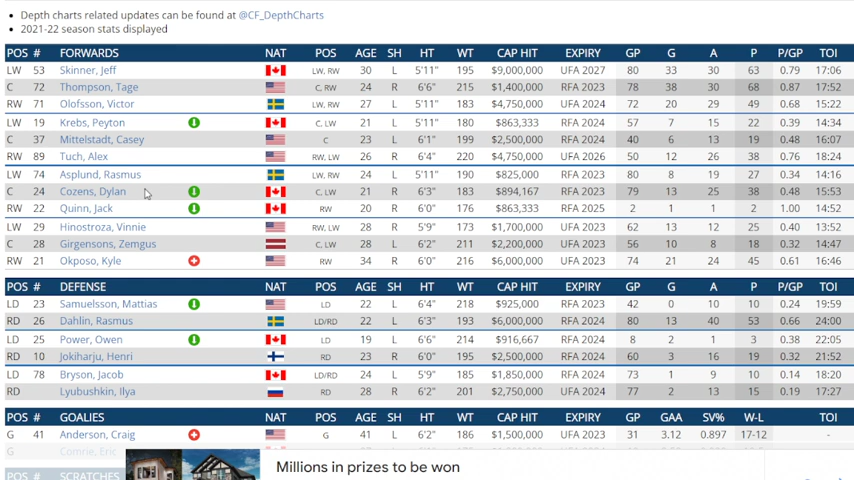 Depth charts related updates can be found at @CF_DepthCharts
2021-22 season stats displayed
POS # FORWARDS NAT POS AGE SH HT WT CAP HIT EXPIRY GP G A P P/GP TOI
LW 53 Skinner, Jeff LW, RW 30 L 5'11" 195 $9,000,000 UFA 2027 80 33 30 63 0.79 17:06
C 72 Thompson, Tage C, RW 24 R 6'6" 215 $1,400,000 RFA 2023 78 38 30 68 0.87 17:52
RW 71 Olofsson, Victor LW, RW 27 L 5'11" 183 $4,750,000 UFA 2024 72 20 29 49 0.68 15:22
LW 19 Krebs, Peyton C, LW 21 L 5'11" 180 $863,333 RFA 2024 57 7 15 22 0.39 14:34
C 37 Mittelstadt, Casey C 23 L 6'1" 199 $2,500,000 RFA 2024 40 6 13 19 0.48 16:07
RW 89 Tuch, Alex RW, LW 26 R 6'4" 220 $4,750,000 UFA 2026 50 12 26 38 0.76 18:24
LW 74 Asplund, Rasmus LW, RW 24 L 5'11" 190 $825,000 RFA 2023 80 8 19 27 0.34 14:16
C 24 Cozens, Dylan C, LW 21 R 6'3" 183 $894,167 RFA 2023 79 13 25 38 0.48 15:53
RW 22 Quinn, Jack RW 20 R 6'0" 176 $863,333 RFA 2025 2 1 1 2 1.00 14:52
LW 29 Hinostroza, Vinnie RW, LW 28 R 5'9" 173 $1,700,000 UFA 2023 62 13 12 25 0.40 13:52
C 28 Girgensons, Zemgus C, LW 28 L 6'2" 211 $2,200,000 UFA 2023 56 10 8 18 0.32 14:47
RW 21 Okposo, Kyle RW 34 R 6'0" 216 $6,000,000 UFA 2023 74 21 24 45 0.61 16:46
POS # DEFENSE NAT POS AGE SH HT WT CAP HIT EXPIRY GP G A P P/GP TOI
LD 23 Samuelsson, Mattias LD 22 L 6'4" 218 $925,000 RFA 2023 42 0 10 10 0.24 19:59
RD 26 Dahlin, Rasmus LD/RD 22 L 6'3" 193 $6,000,000 RFA 2024 80 13 40 53 0.66 24:00
LD 25 Power, Owen LD 19 L 6'6" 214 $916,667 RFA 2024 8 2 1 3 0.38 22:05
RD 10 Jokiharju, Henri RD 23 R 6'0" 195 $2,500,000 RFA 2024 60 3 16 19 0.32 21:52
LD 78 Bryson, Jacob LD/RD 24 L 5'9" 185 $1,850,000 RFA 2024 73 1 9 10 0.14 18:20
RD Lyubushkin, Ilya RD 28 R 6'2" 201 $2,750,000 UFA 2024 77 2 13 15 0.19 17:27
POS # GOALIES NAT POS AGE SH HT WT CAP HIT EXPIRY GP GAA SV% W-L TOI
G 41 Anderson, Craig G 41 L 6'2" 186 $1,500,000 UFA 2023 31 3.12 0.897 17-12 -
G Comrie, Eric
POS # SCRATCHES
Millions in prizes to be won